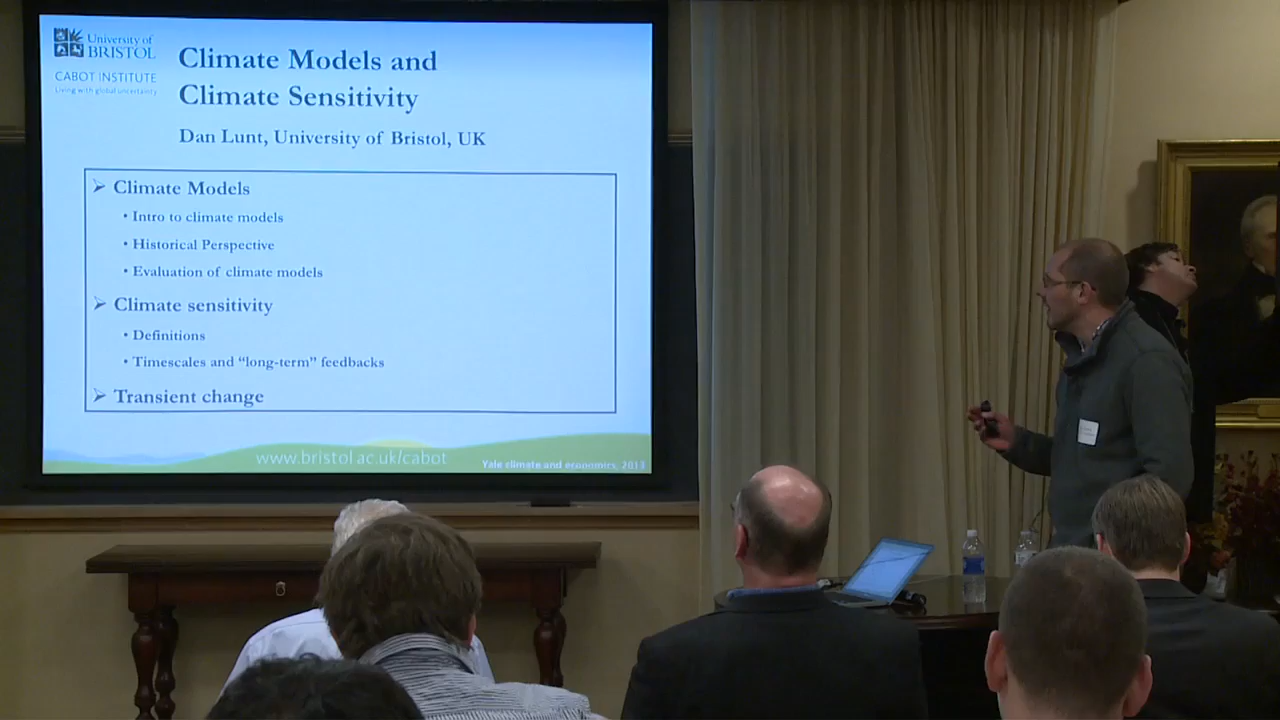 University of
BRISTOL
CABOT INSTITUTE
Living with global uncertainty
Climate Models and
Climate Sensitivity
Dan Lunt, University of Bristol, UK
➢ Climate Models
• Intro to climate models
• Historical Perspective
• Evaluation of climate models
➢ Climate sensitivity
• Definitions
• Timescales and “long-term” feedbacks
➢ Transient change
www.bristol.ac.uk/cabot
Yale climate and economics, 2013